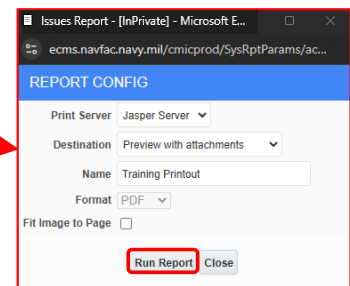 Issues Report - [InPrivate] - Microsoft E...
ecms.navfac.navy.mil/cmicprod/SysRptParams/ac...
REPORT CONFIG
Print Server Jasper Server
Destination Preview with attachments
Name Training Printout
Format PDF
Fit Image to Page
Run Report Close